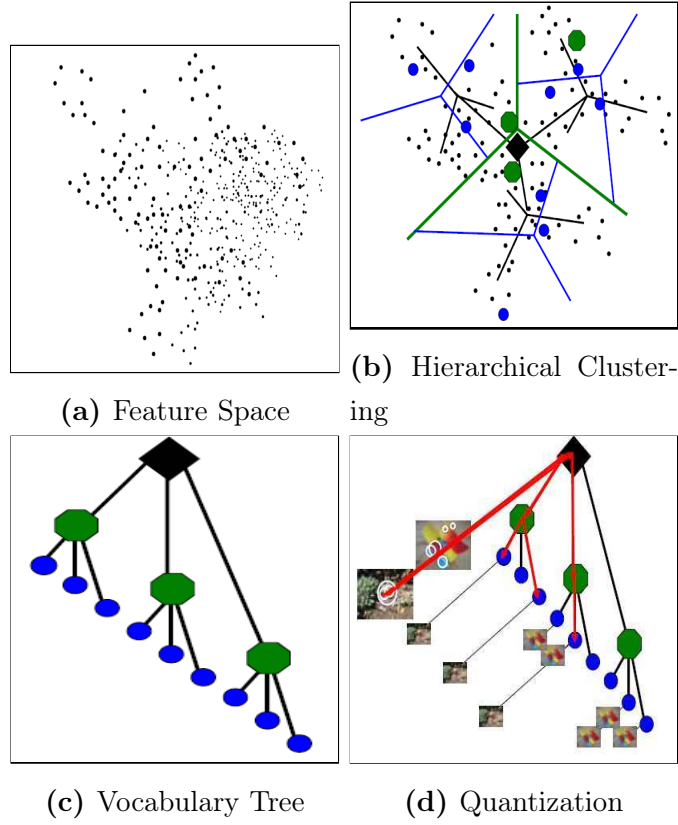 (a) Feature Space
(b) Hierarchical Cluster-
ing
(c) Vocabulary Tree
(d) Quantization